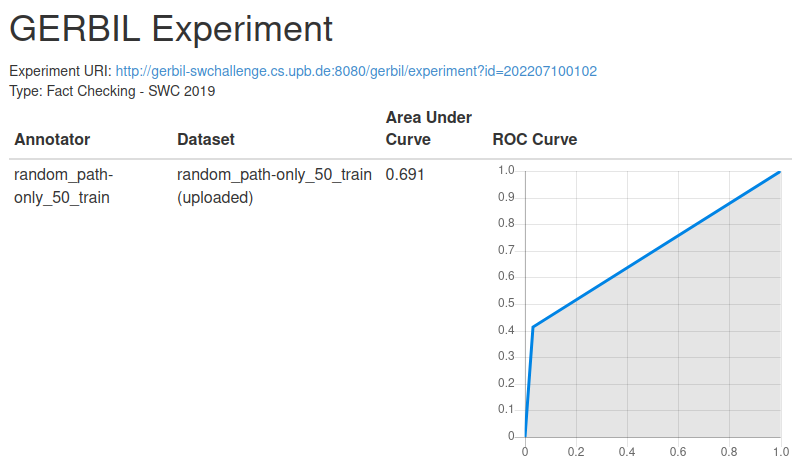 GERBIL Experiment
Experiment URI: http://gerbil-swchallenge.cs.upb.de:8080/gerbil/experiment?id=202207100102
Type: Fact Checking - SWC 2019
Annotator
Dataset
Area Under
Curve
ROC Curve
random_path-
only_50_train
random_path-only_50_train
(uploaded)
0.691
1.0
0.9
0.8
0.7
0.6
0.5
0.4
0.3
0.2
0.1
0
0 0.2 0.4 0.6 0.8 1.0